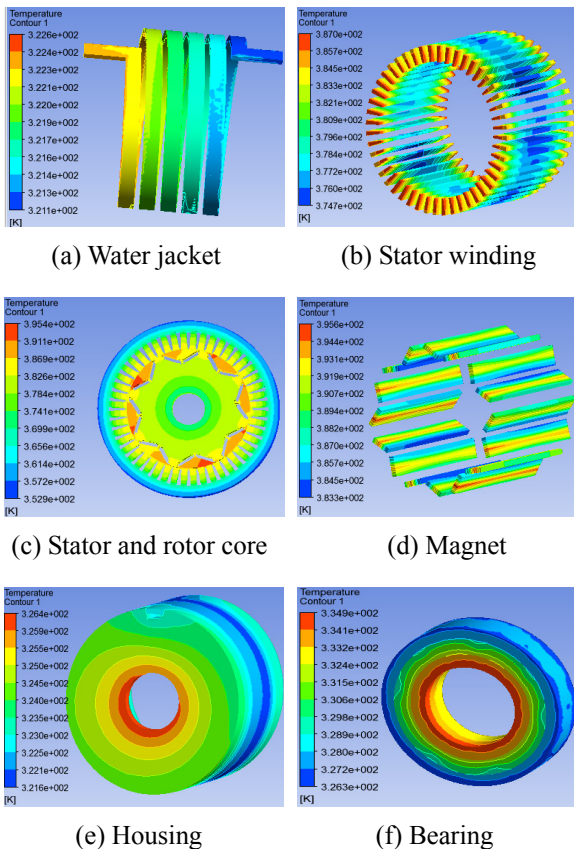 Temperature
Contour 1
3.226e+002
3.224e+002
3.223e+002
3.221e+002
3.220e+002
3.218e+002
3.217e+002
3.215e+002
3.214e+002
3.212e+002
3.211e+002
[K]
(a) Water jacket
Temperature
Contour 1
3.870e+002
3.857e+002
3.845e+002
3.833e+002
3.821e+002
3.809e+002
3.796e+002
3.784e+002
3.772e+002
3.760e+002
3.747e+002
[K]
(b) Stator winding
Temperature
Contour 1
3.954e+002
3.911e+002
3.869e+002
3.826e+002
3.784e+002
3.741e+002
3.699e+002
3.656e+002
3.614e+002
3.572e+002
3.529e+002
[K]
(c) Stator and rotor core
Temperature
Contour 1
3.956e+002
3.944e+002
3.931e+002
3.919e+002
3.907e+002
3.894e+002
3.882e+002
3.870e+002
3.857e+002
3.845e+002
3.833e+002
[K]
(d) Magnet
Temperature
Contour 1
3.264e+002
3.259e+002
3.255e+002
3.250e+002
3.245e+002
3.240e+002
3.235e+002
3.230e+002
3.226e+002
3.221e+002
3.216e+002
[K]
(e) Housing
Temperature
Contour 1
3.349e+002
3.341e+002
3.332e+002
3.324e+002
3.315e+002
3.306e+002
3.298e+002
3.289e+002
3.280e+002
3.272e+002
3.263e+002
[K]
(f) Bearing